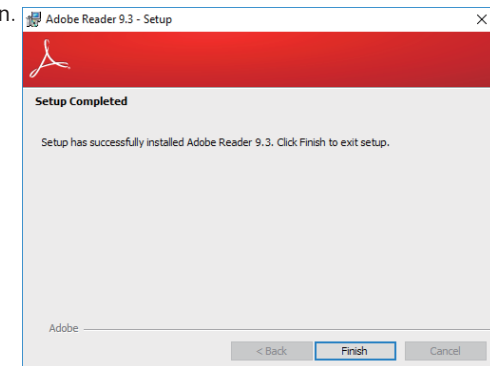 n.
Adobe Reader 9.3 - Setup
Setup Completed
Setup has successfully installed Adobe Reader 9.3. Click Finish to exit setup.
Adobe
< Back Finish Cancel